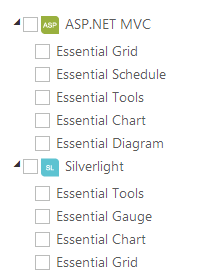 ASP ASP.NET MVC
Essential Grid
Essential Schedule
Essential Tools
Essential Chart
Essential Diagram
SL Silverlight
Essential Tools
Essential Gauge
Essential Chart
Essential Grid